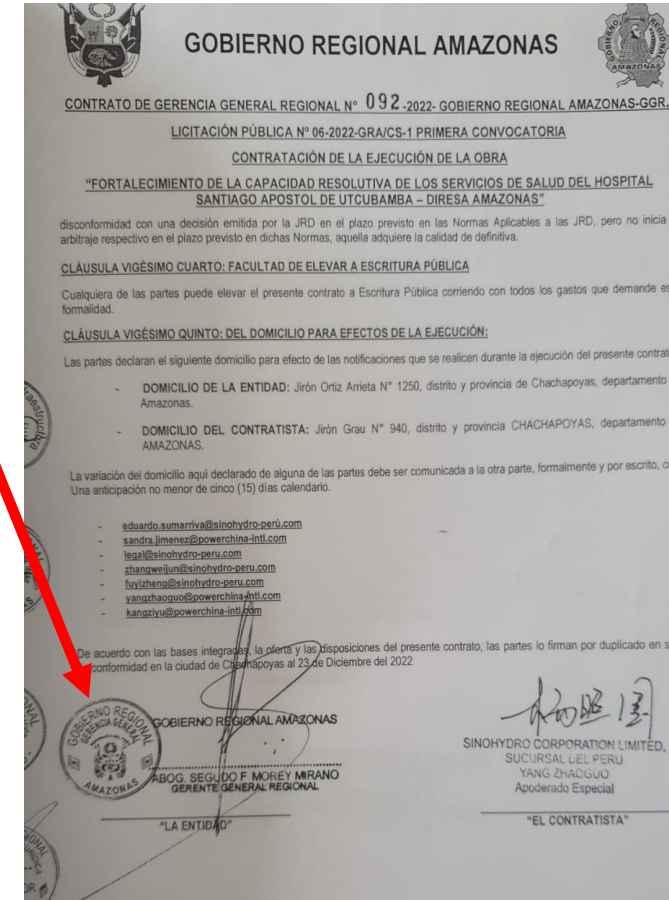 GOBIERNO REGIONAL AMAZONAS
CONTRATO DE GERENCIA GENERAL REGIONAL N° 092-2022- GOBIERNO REGIONAL AMAZONAS-GGR.
LICITACIÓN PÚBLICA N° 06-2022-GRA/CS-1 PRIMERA CONVOCATORIA
CONTRATACIÓN DE LA EJECUCIÓN DE LA OBRA
"FORTALECIMIENTO DE LA CAPACIDAD RESOLUTIVA DE LOS SERVICIOS DE SALUD DEL HOSPITAL
SANTIAGO APOSTOL DE UTCUBAMBA – DIRESA AMAZONAS"
disconformidad con una decisión emitida por la JRD en el plazo previsto en las Normas Aplicables a las JRD, pero no inicia
arbitraje respectivo en el plazo previsto en dichas Normas, aquella adquiere la calidad de definitiva.
CLÁUSULA VIGÉSIMO CUARTO: FACULTAD DE ELEVAR A ESCRITURA PÚBLICA
Cualquiera de las partes puede elevar el presente contrato a Escritura Pública corriendo con todos los gastos que demande es
formalidad.
CLÁUSULA VIGÉSIMO QUINTO: DEL DOMICILIO PARA EFECTOS DE LA EJECUCIÓN:
Las partes declaran el siguiente domicilio para efecto de las notificaciones que se realicen durante la ejecución del presente contrat
- DOMICILIO DE LA ENTIDAD: Jirón Ortiz Arrieta N° 1250, distrito y provincia de Chachapoyas, departamento
Amazonas.
- DOMICILIO DEL CONTRATISTA: Jirón Grau N° 940, distrito y provincia CHACHAPOYAS, departamento
AMAZONAS.
La variación del domicilio aquí declarado de alguna de las partes debe ser comunicada a la otra parte, formalmente y por escrito, c
Una anticipación no menor de cinco (15) días calendario.
- eduardo.sumarriva@sinohydro-perú.com
- sandra.jimenez@powerchina-intl.com
- legal@sinohydro-peru.com
- zhangweijun@sinohydro-peru.com
- fuyizheng@sinohydro-peru.com
- yangzhaoguo@powerchina-intl.com
- kangziyu@powerchina-intl.com
De acuerdo con las bases integradas, la oferta y las disposiciones del presente contrato, las partes lo firman por duplicado en s
conformidad en la ciudad de Chachapoyas al 23 de Diciembre del 2022
GOBIERNO REGIONAL
GERENCIA GENERAL
AMAZONAS
GOBIERNO REGIONAL AMAZONAS
ABOG. SEGUDO F MOREY MIRANO
GERENTE GENERAL REGIONAL
"LA ENTIDAD"
杨照国
SINOHYDRO CORPORATION LIMITED,
SUCURSAL DEL PERU
YANG ZHAOGUO
Apoderado Especial
"EL CONTRATISTA"